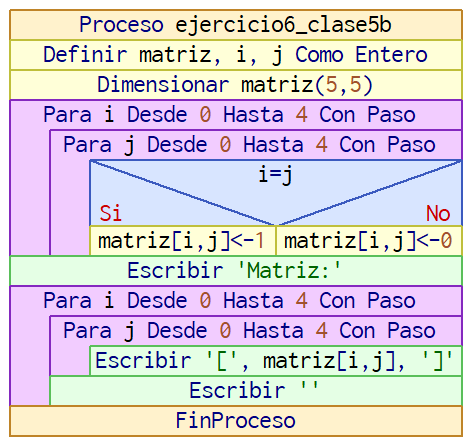 Proceso ejercicio6_clase5b
Definir matriz, i, j Como Entero
Dimensionar matriz(5,5)
Para i Desde 0 Hasta 4 Con Paso
Para j Desde 0 Hasta 4 Con Paso
i=j
Si No
matriz[i,j]<-1 matriz[i,j]<-0
Escribir 'Matriz:'
Para i Desde 0 Hasta 4 Con Paso
Para j Desde 0 Hasta 4 Con Paso
Escribir '[', matriz[i,j], ']'
Escribir ''
FinProceso